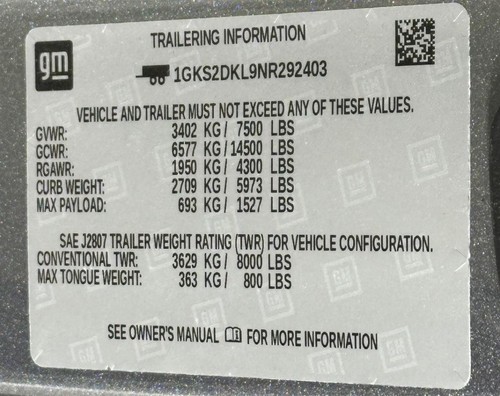 gm
TRAILERING INFORMATION
1GKS2DKL9NR292403
VEHICLE AND TRAILER MUST NOT EXCEED ANY OF THESE VALUES.
GVWR: 3402 KG / 7500 LBS
GCWR: 6577 KG / 14500 LBS
RGAWR: 1950 KG / 4300 LBS
CURB WEIGHT: 2709 KG / 5973 LBS
MAX PAYLOAD: 693 KG / 1527 LBS
SAE J2807 TRAILER WEIGHT RATING (TWR) FOR VEHICLE CONFIGURATION.
CONVENTIONAL TWR: 3629 KG / 8000 LBS
MAX TONGUE WEIGHT: 363 KG / 800 LBS
SEE OWNER'S MANUAL FOR MORE INFORMATION